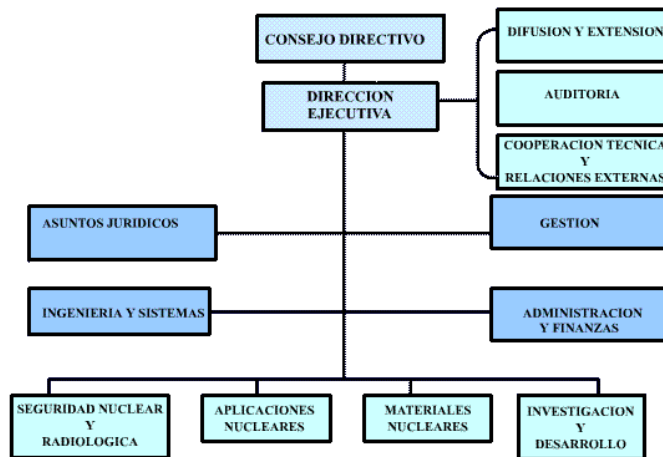 CONSEJO DIRECTIVO
DIRECCION
EJECUTIVA
DIFUSION Y EXTENSION
AUDITORIA
COOPERACION TECNICA
Y
RELACIONES EXTERNAS
ASUNTOS JURIDICOS
GESTION
INGENIERIA Y SISTEMAS
ADMINISTRACION
Y FINANZAS
SEGURIDAD NUCLEAR
Y
RADIOLOGICA
APLICACIONES
NUCLEARES
MATERIALES
NUCLEARES
INVESTIGACION
Y
DESARROLLO